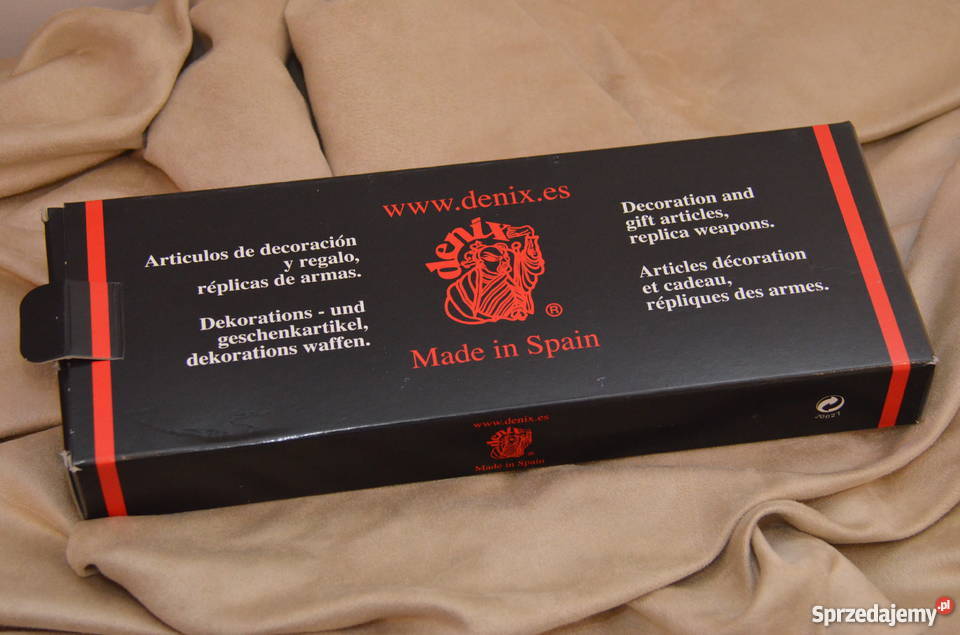 www.denix.es
denix
®
Made in Spain
Articulos de decoración
y regalo,
réplicas de armas.
Dekorations - und
geschenkartikel,
dekorations waffen.
Decoration and
gift articles,
replica weapons.
Articles décoration
et cadeau,
répliques des armes.
www.denix.es
denix
®
Made in Spain
Sprzedajemy.pl